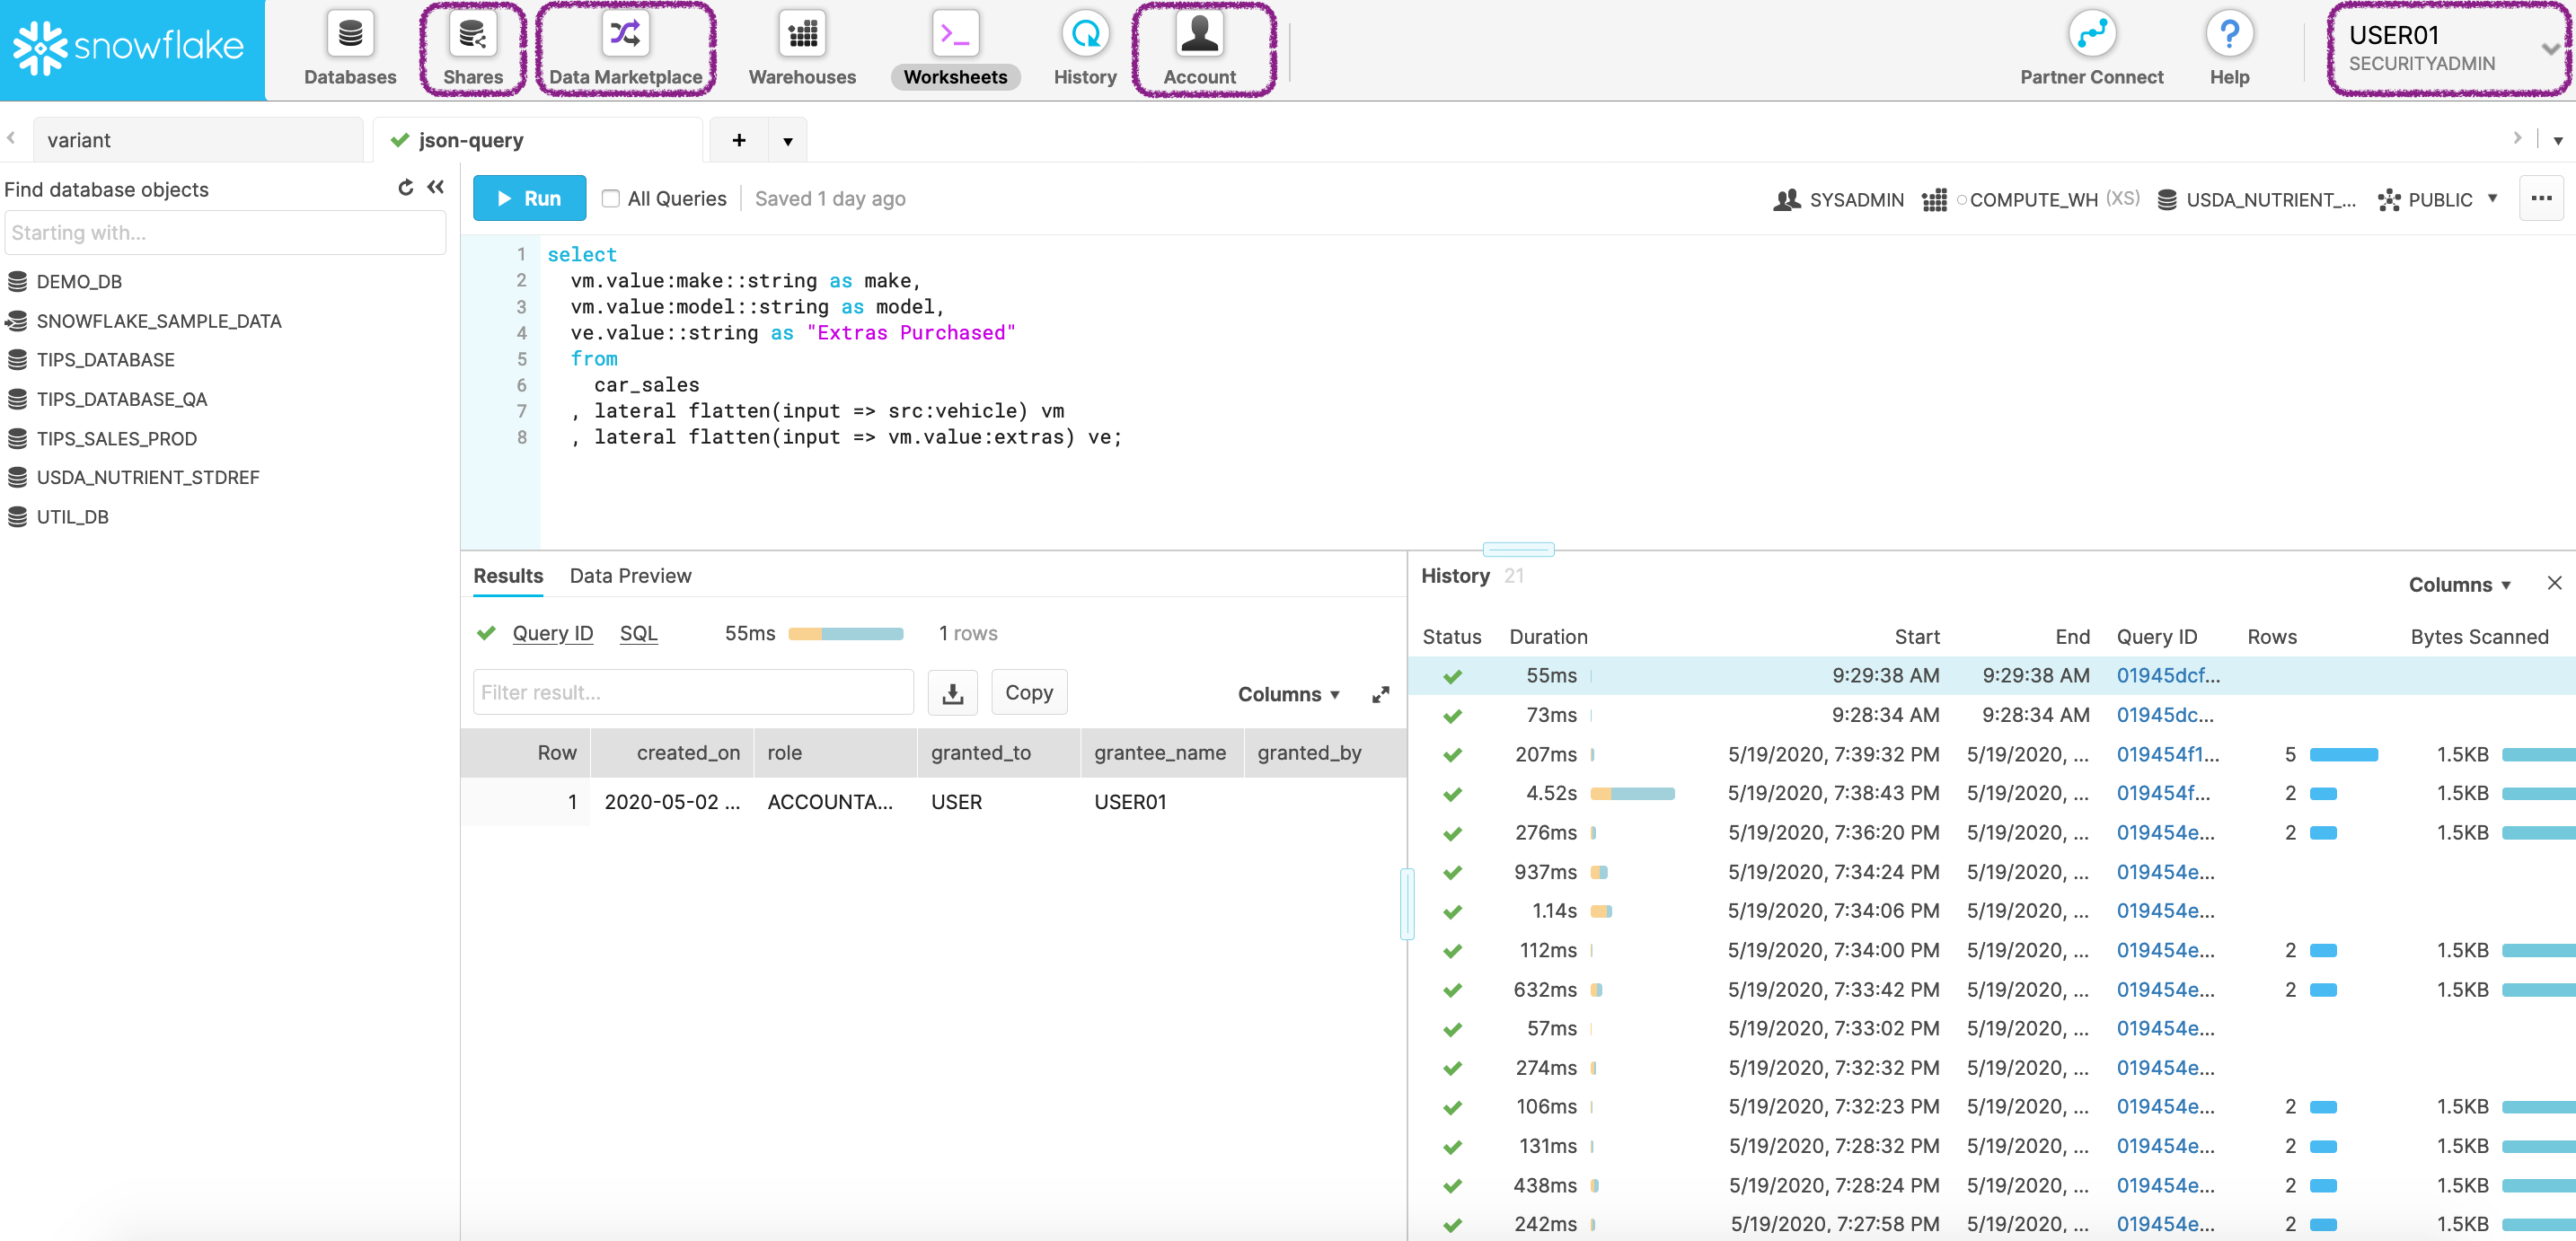 snowflake
Databases
Shares
Data Marketplace
Warehouses
Worksheets
History
Account
Partner Connect
Help
USER01
SECURITYADMIN
variant
json-query
+
Find database objects
Starting with...
DEMO_DB
SNOWFLAKE_SAMPLE_DATA
TIPS_DATABASE
TIPS_DATABASE_QA
TIPS_SALES_PROD
USDA_NUTRIENT_STDREF
UTIL_DB
Run All Queries Saved 1 day ago
SYSADMIN COMPUTE_WH (XS) USDA_NUTRIENT_... PUBLIC ...
1 select
2 vm.value:make::string as make,
3 vm.value:model::string as model,
4 ve.value::string as "Extras Purchased"
5 from
6 car_sales
7 , lateral flatten(input => src:vehicle) vm
8 , lateral flatten(input => vm.value:extras) ve;
Results Data Preview
Query ID SQL 55ms 1 rows
Filter result... Copy Columns
Row created_on role granted_to grantee_name granted_by
1 2020-05-02 ... ACCOUNTA... USER USER01
History 21 Columns
Status Duration Start End Query ID Rows Bytes Scanned
55ms 9:29:38 AM 9:29:38 AM 01945dcf...
73ms 9:28:34 AM 9:28:34 AM 01945dc...
207ms 5/19/2020, 7:39:32 PM 5/19/2020, ... 019454f1... 5 1.5KB
4.52s 5/19/2020, 7:38:43 PM 5/19/2020, ... 019454f... 2 1.5KB
276ms 5/19/2020, 7:36:20 PM 5/19/2020, ... 019454e... 2 1.5KB
937ms 5/19/2020, 7:34:24 PM 5/19/2020, ... 019454e...
1.14s 5/19/2020, 7:34:06 PM 5/19/2020, ... 019454e...
112ms 5/19/2020, 7:34:00 PM 5/19/2020, ... 019454e... 2 1.5KB
632ms 5/19/2020, 7:33:42 PM 5/19/2020, ... 019454e... 2 1.5KB
57ms 5/19/2020, 7:33:02 PM 5/19/2020, ... 019454e...
274ms 5/19/2020, 7:32:32 PM 5/19/2020, ... 019454e...
106ms 5/19/2020, 7:32:23 PM 5/19/2020, ... 019454e... 2 1.5KB
131ms 5/19/2020, 7:28:32 PM 5/19/2020, ... 019454e... 2 1.5KB
438ms 5/19/2020, 7:28:24 PM 5/19/2020, ... 019454e... 2 1.5KB
242ms 5/19/2020, 7:27:58 PM 5/19/2020, ... 019454e... 2 1.5KB